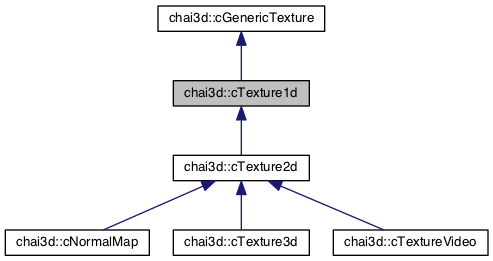 chai3d::cGenericTexture
chai3d::cTexture1d
chai3d::cTexture2d
chai3d::cNormalMap
chai3d::cTexture3d
chai3d::cTextureVideo